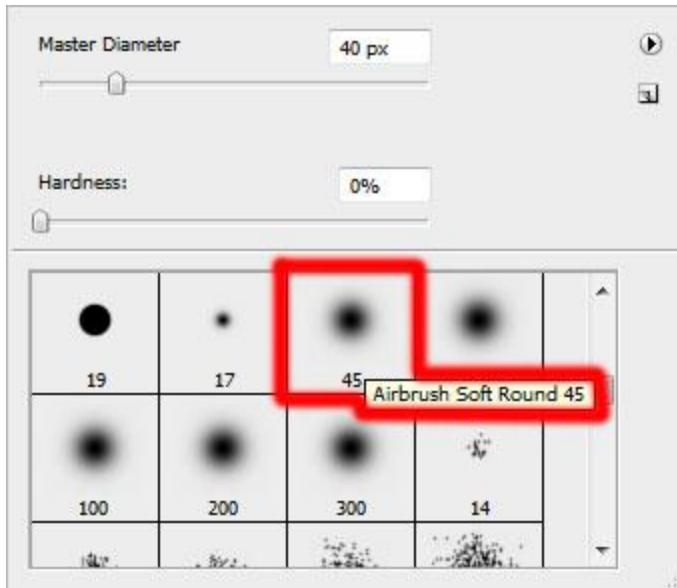 Master Diameter 40 px
Hardness: 0%
19 17 45
Airbrush Soft Round 45
100 200 300 14